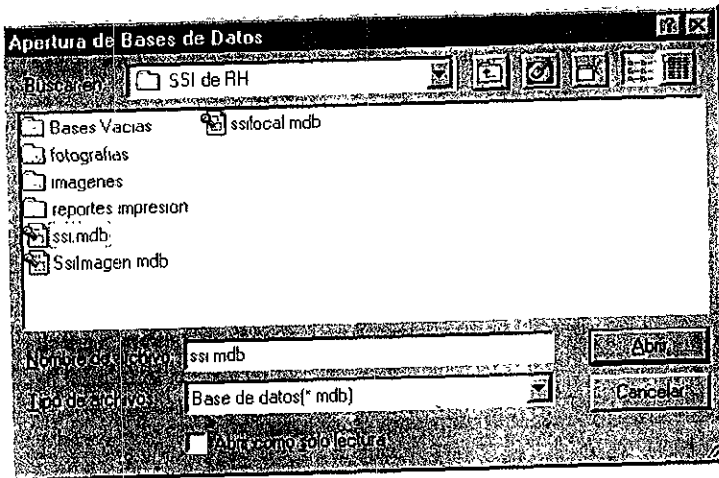 Apertura de Bases de Datos
Buscar en: SSI de RH
Bases Vacias
fotografias
imagenes
reportes impresion
ssi.mdb
SsiImagen mdb
ssifocal mdb
Nombre de archivo: ssi mdb
Abrir
Tipo de archivos: Base de datos(* mdb)
Cancelar
Abrir como sólo lectura